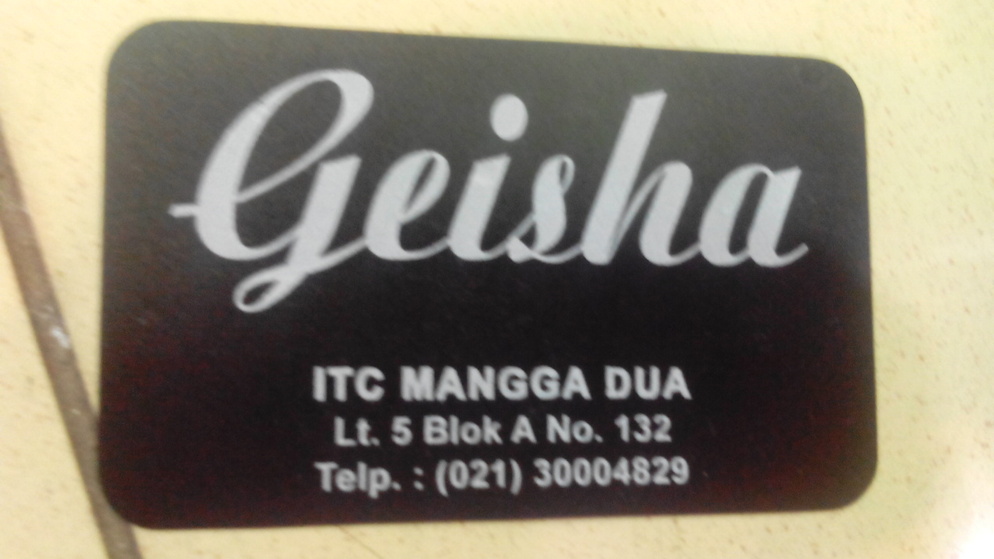 Geisha
ITC MANGGA DUA
Lt. 5 Blok A No. 132
Telp. : (021) 30004829